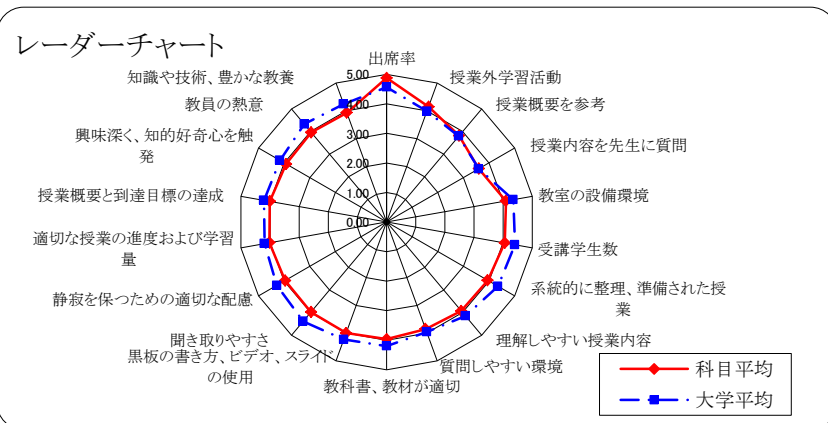 レーダーチャート
出席率
授業外学習活動
授業概要を参考
授業内容を先生に質問
教室の設備環境
受講学生数
系統的に整理、準備された授
業
理解しやすい授業内容
質問しやすい環境
教科書、教材が適切
黒板の書き方、ビデオ、スライド
の使用
聞き取りやすさ
静寂を保つための適切な配慮
適切な授業の進度および学習
量
授業概要と到達目標の達成
興味深く、知的好奇心を触
発
教員の熱意
知識や技術、豊かな教養
5.00
4.00
3.00
2.00
1.00
0.00
科目平均
大学平均